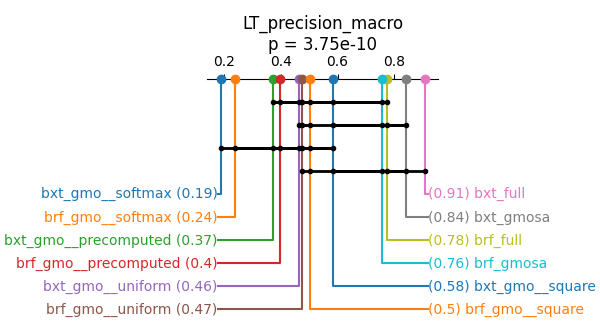 LT_precision_macro
p = 3.75e-10
0.2 0.4 0.6 0.8
bxt_gmo__softmax (0.19) (0.91) bxt_full
brf_gmo__softmax (0.24) (0.84) bxt_gmosa
bxt_gmo__precomputed (0.37) (0.78) brf_full
brf_gmo__precomputed (0.4) (0.76) brf_gmosa
bxt_gmo__uniform (0.46) (0.58) bxt_gmo__square
brf_gmo__uniform (0.47) (0.5) brf_gmo__square